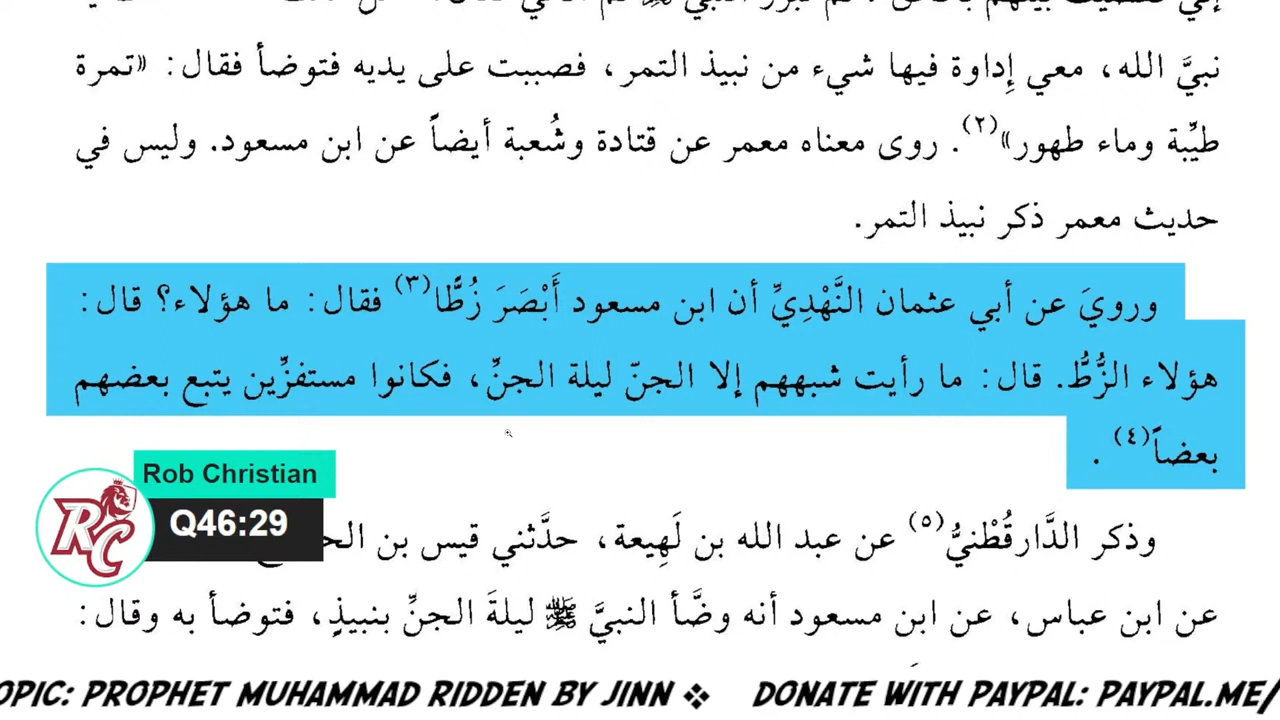 نبيَّ الله، معي إِداوة فيها شيء من نبيذ التمر، فصببت على يديه فتوضأ فقال: «تمرة
طيِّبة وماء طهور»(٢). روى معناه معمر عن قتادة وشُعبة أيضاً عن ابن مسعود. وليس في
حديث معمر ذكر نبيذ التمر.
ورويَ عن أبي عثمان النَّهْدِيِّ أن ابن مسعود أَبْصَرَ زُطًّا(٣) فقال: ما هؤلاء؟ قال:
هؤلاء الزُّطُّ. قال: ما رأيت شبههم إلا الجنّ ليلة الجنِّ، فكانوا مستفزِّين يتبع بعضهم
بعضاً(٤).
Rob Christian
Q46:29
RC
وذكر الدَّارقُطْنيُّ(٥) عن عبد الله بن لَهِيعة، حدَّثني قيس بن
عن ابن عباس، عن ابن مسعود أنه وضَّأ النبيَّ ﷺ ليلةَ الجنِّ بنبيذٍ، فتوضأ به وقال:
OPIC: PROPHET MUHAMMAD RIDDEN BY JINN ❖ DONATE WITH PAYPAL: PAYPAL.ME/